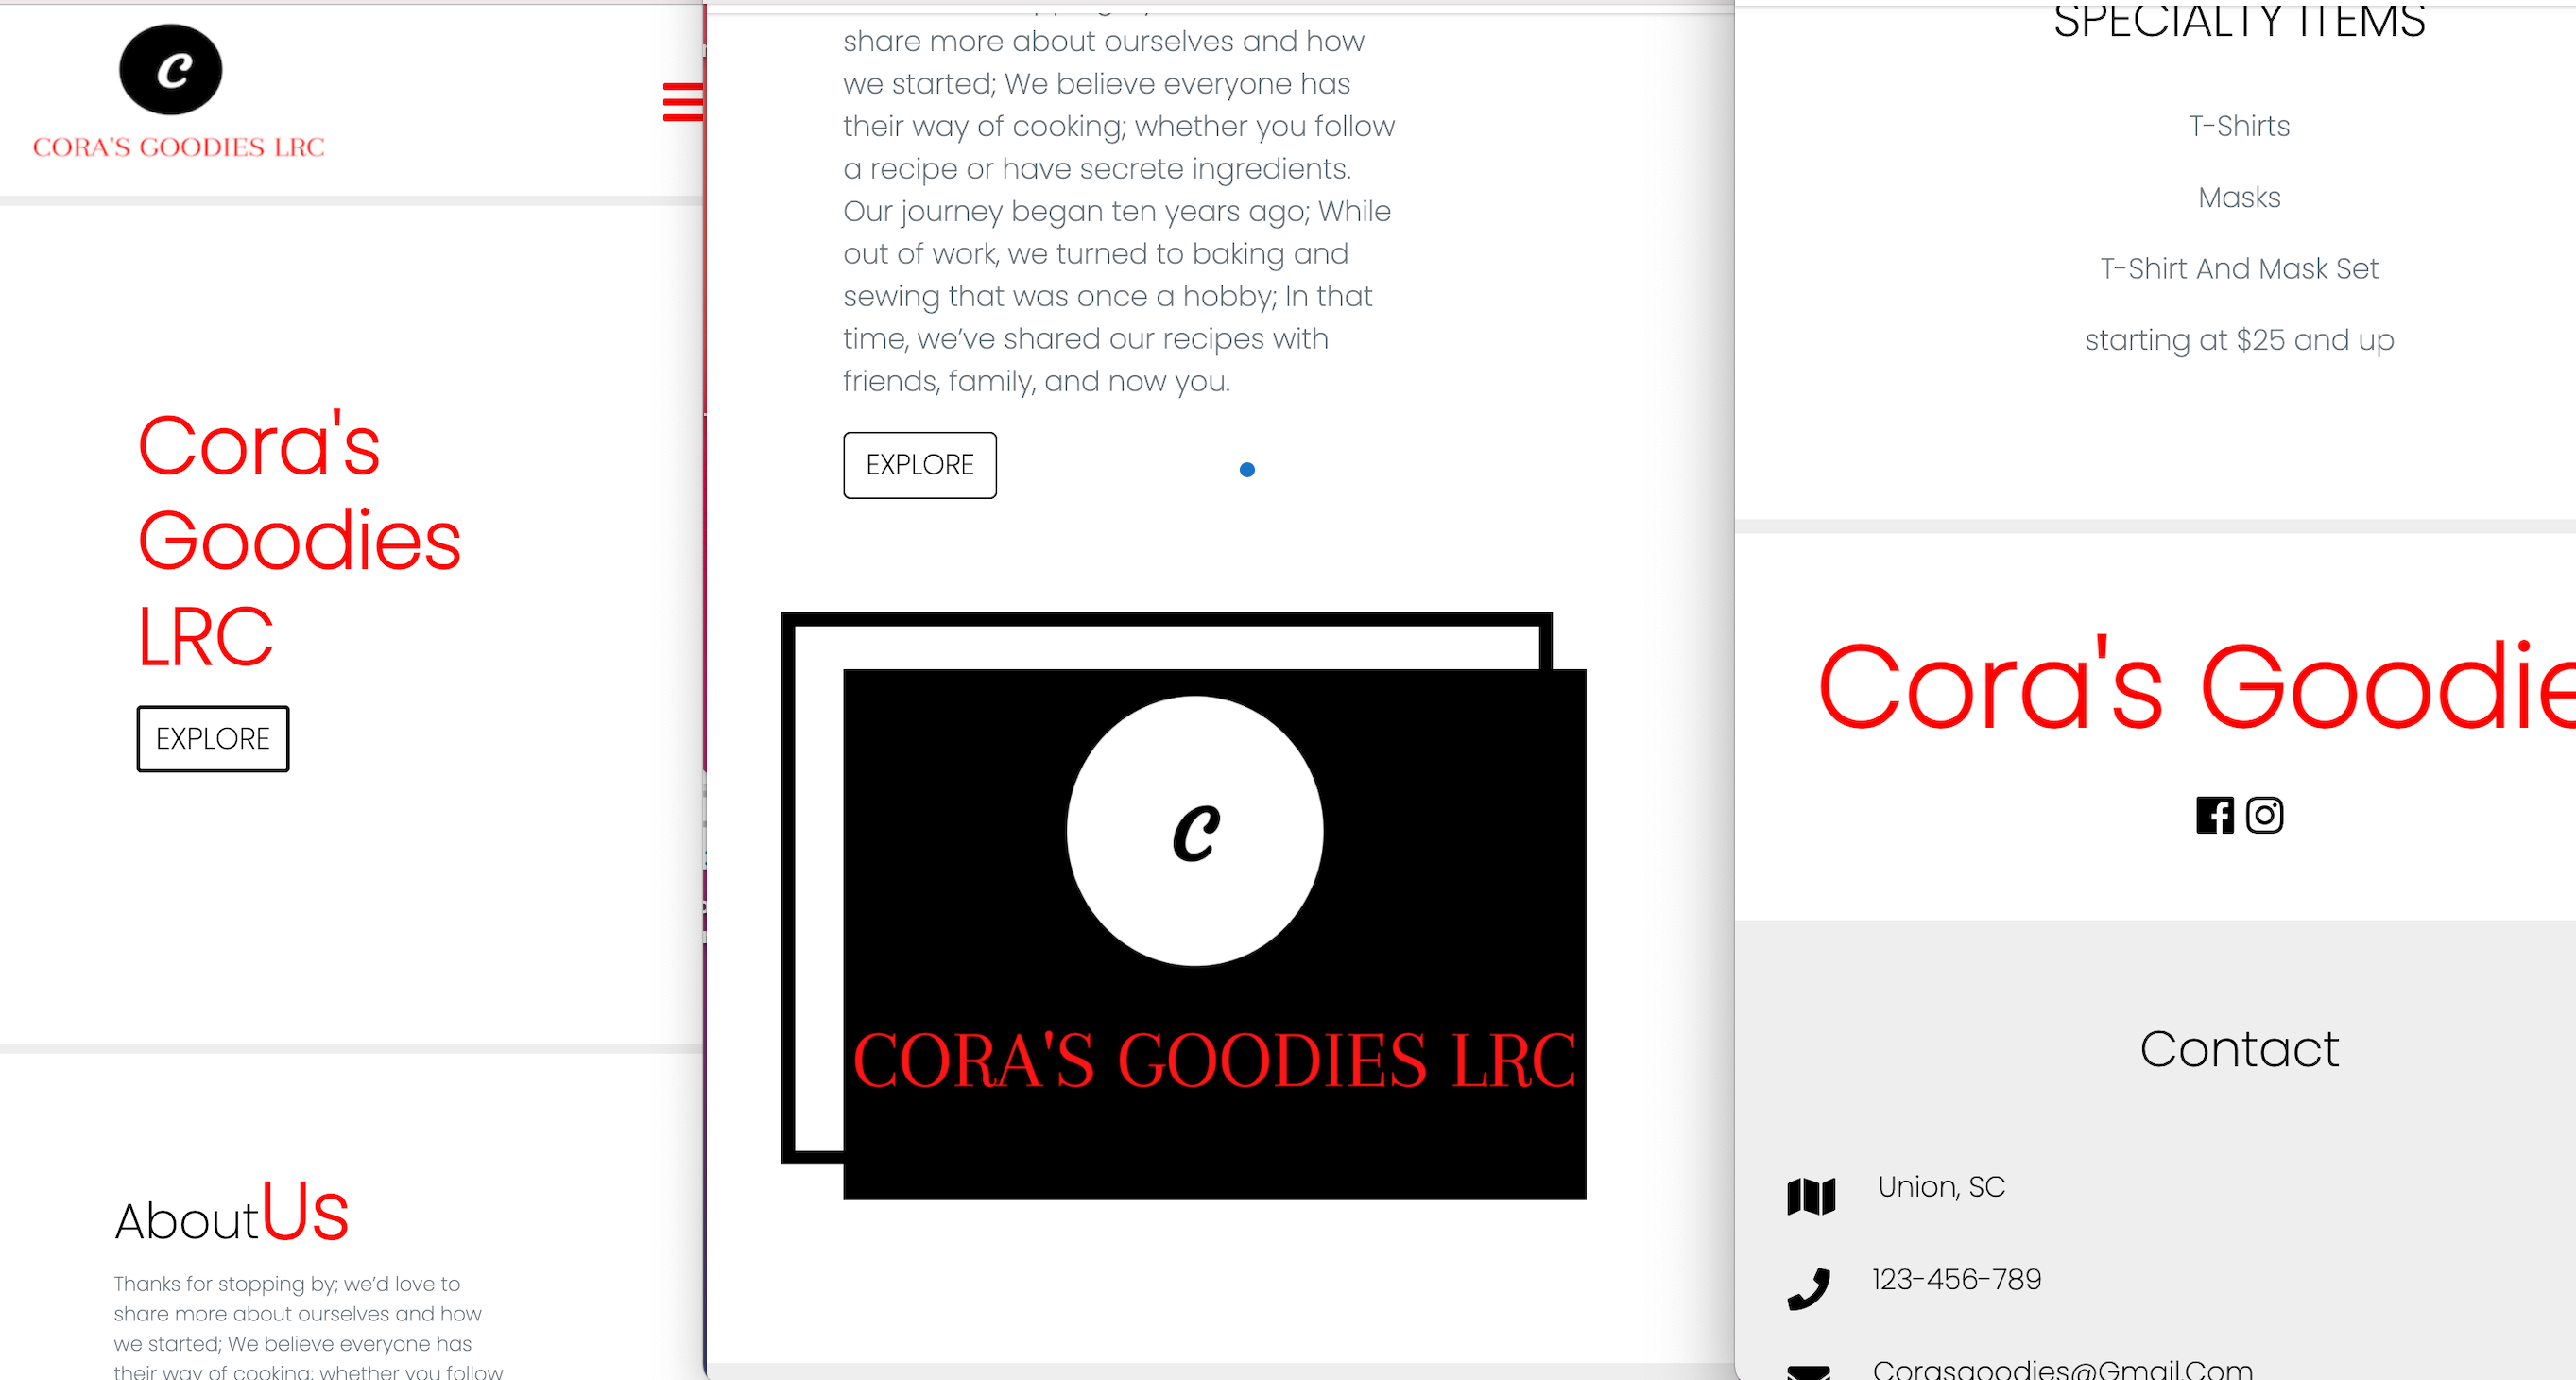 C
CORA'S GOODIES LRC
Cora's
Goodies
LRC
EXPLORE
AboutUs
Thanks for stopping by; we’d love to
share more about ourselves and how
we started; We believe everyone has
their way of cooking; whether you follow
share more about ourselves and how
we started; We believe everyone has
their way of cooking; whether you follow
a recipe or have secrete ingredients.
Our journey began ten years ago; While
out of work, we turned to baking and
sewing that was once a hobby; In that
time, we’ve shared our recipes with
friends, family, and now you.
EXPLORE
C
CORA'S GOODIES LRC
SPECIALTY ITEMS
T-Shirts
Masks
T-Shirt And Mask Set
starting at $25 and up
Cora's Goodie
Contact
Union, SC
123-456-789
Corasgoodies@Gmail.Com